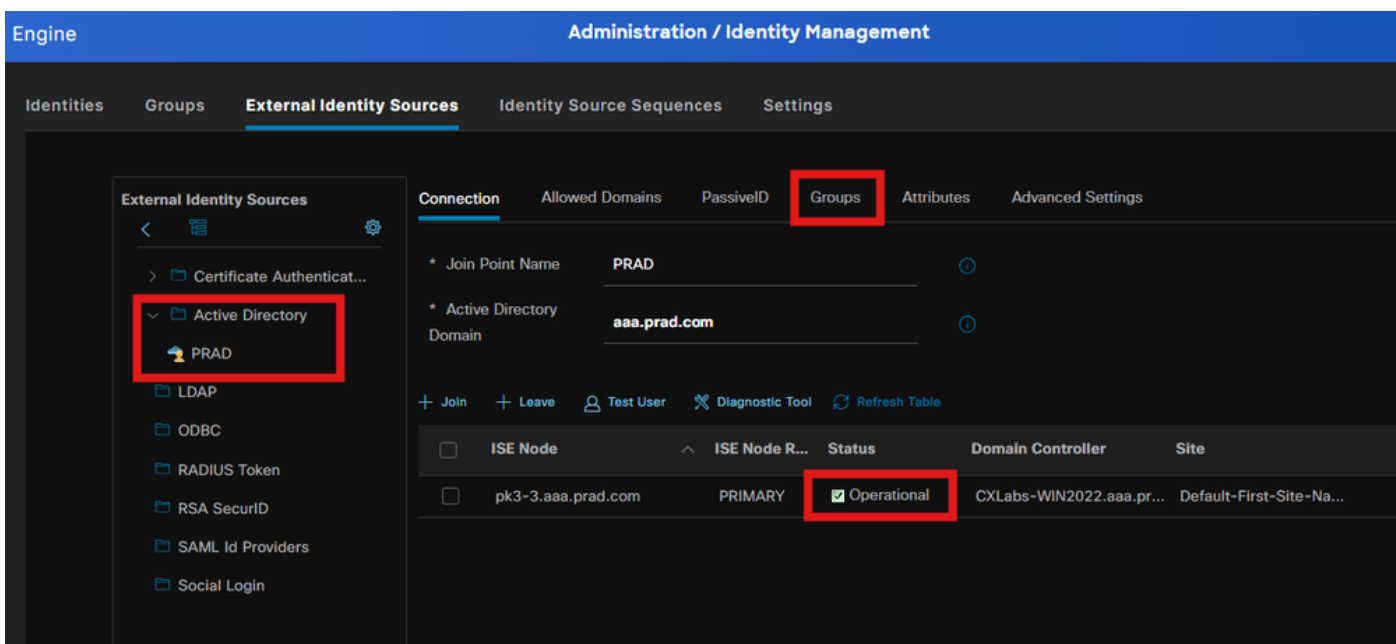 Engine
Administration / Identity Management
Identities Groups External Identity Sources Identity Source Sequences Settings
External Identity Sources
Certificate Authenticat...
Active Directory
PRAD
LDAP
ODBC
RADIUS Token
RSA SecurID
SAML Id Providers
Social Login
Connection Allowed Domains PassiveID Groups Attributes Advanced Settings
* Join Point Name PRAD
* Active Directory
Domain
aaa.prad.com
+ Join + Leave Test User Diagnostic Tool Refresh Table
ISE Node ISE Node R... Status Domain Controller Site
pk3-3.aaa.prad.com PRIMARY Operational CXLabs-WIN2022.aaa.pr... Default-First-Site-Na...